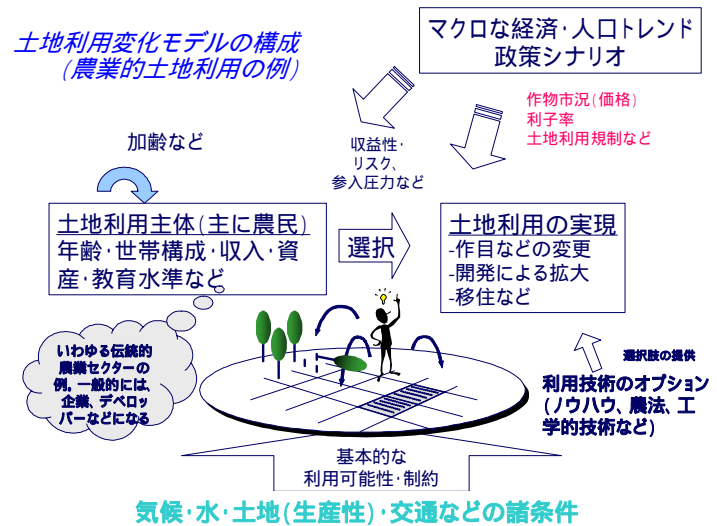 土地利用変化モデルの構成
(農業的土地利用の例)
マクロな経済･人口トレンド
政策シナリオ
作物市況(価格)
利子率
土地利用規制など
収益性･
リスク、
参入圧力など
加齢など
土地利用主体(主に農民)
年齢･世帯構成･収入･資
産･教育水準など
選択
土地利用の実現
-作目などの変更
-開発による拡大
-移住など
いわゆる伝統的
農業セクターの
例。一般的には、
企業、デベロッ
パーなどになる
選択肢の提供
利用技術のオプション
(ノウハウ、農法、工
学的技術など)
基本的な
利用可能性･制約
気候･水･土地(生産性)･交通などの諸条件